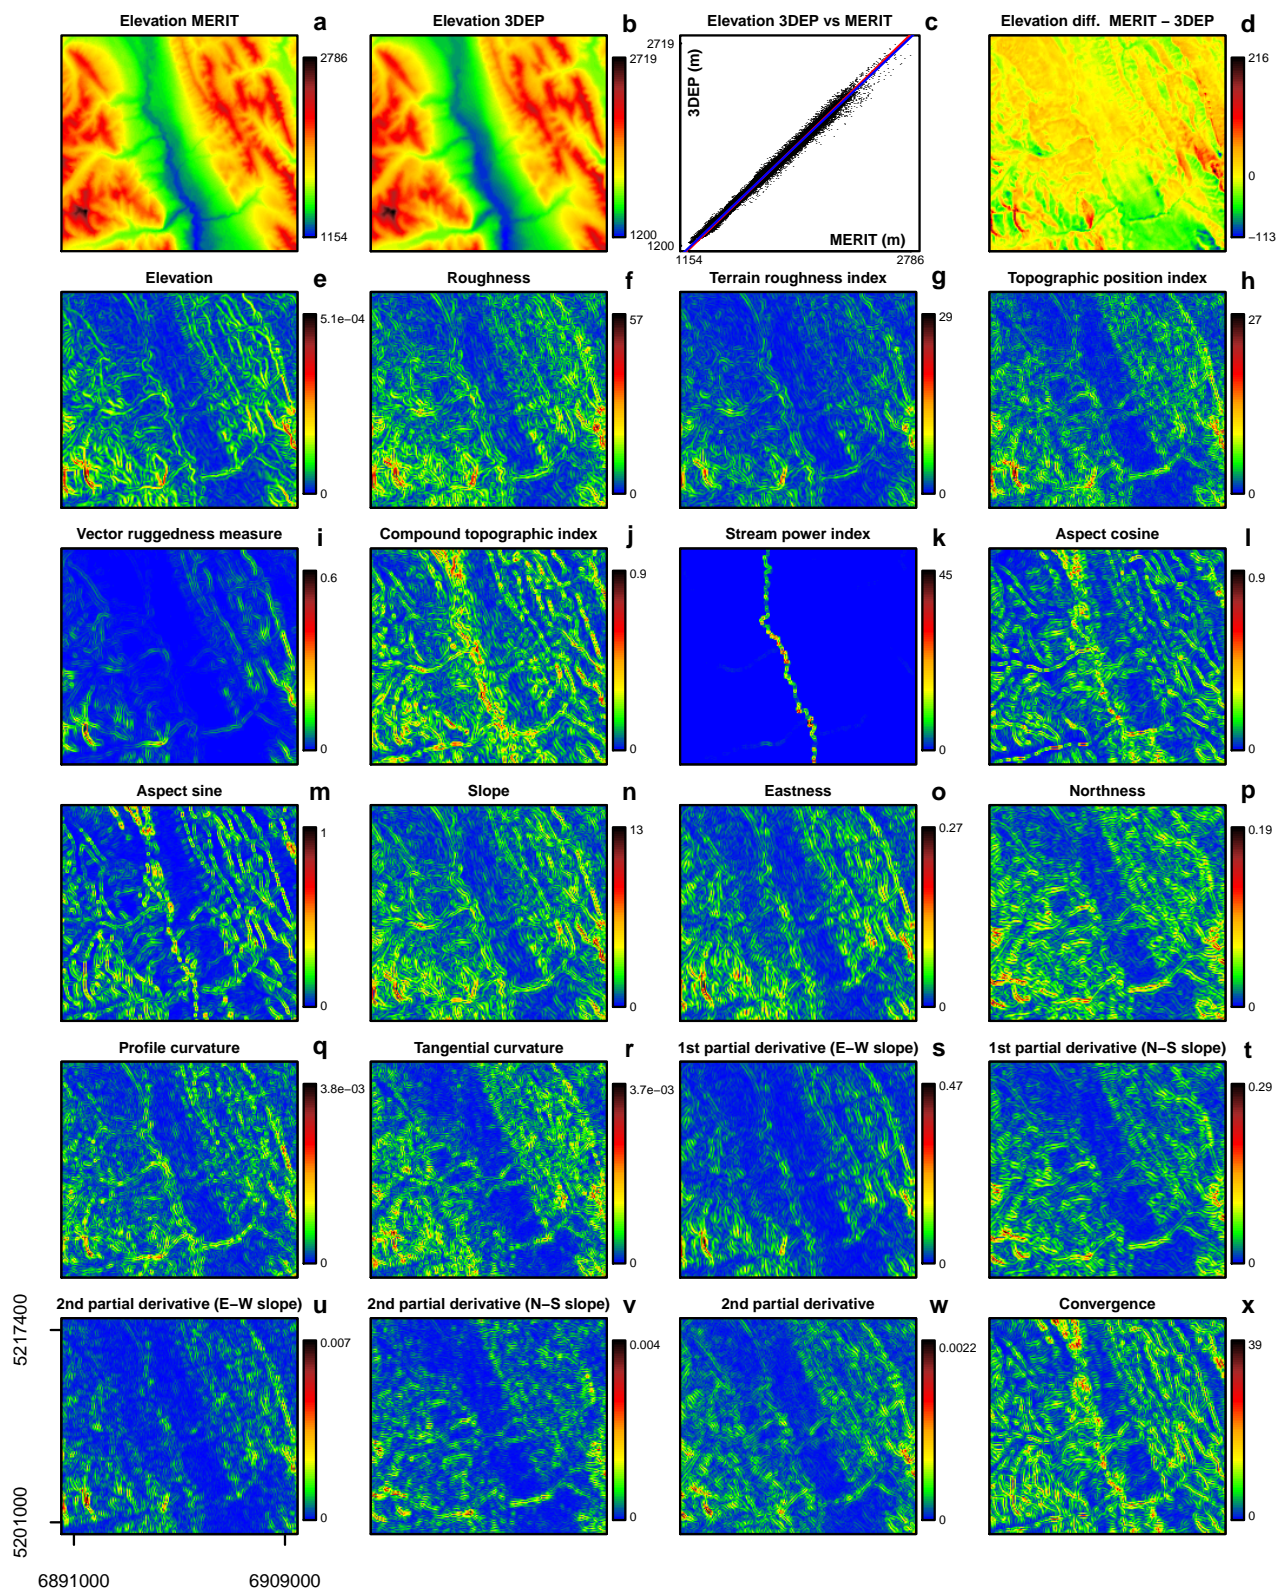 Elevation MERIT a
2786
1154
Elevation 3DEP b
2719
1200
Elevation 3DEP vs MERIT c
2719
3DEP (m)
1200
MERIT (m)
1154 2786
Elevation diff. MERIT – 3DEP d
216
0
−113
Elevation e
5.1e−04
0
Roughness f
57
0
Terrain roughness index g
29
0
Topographic position index h
27
0
Vector ruggedness measure i
0.6
0
Compound topographic index j
0.9
0
Stream power index k
45
0
Aspect cosine l
0.9
0
Aspect sine m
1
0
Slope n
13
0
Eastness o
0.27
0
Northness p
0.19
0
Profile curvature q
3.8e−03
0
Tangential curvature r
3.7e−03
0
1st partial derivative (E−W slope) s
0.47
0
1st partial derivative (N−S slope) t
0.29
0
2nd partial derivative (E−W slope) u
0.007
0
2nd partial derivative (N−S slope) v
0.004
0
2nd partial derivative w
0.0022
0
Convergence x
39
0
5217400
5201000
6891000 6909000